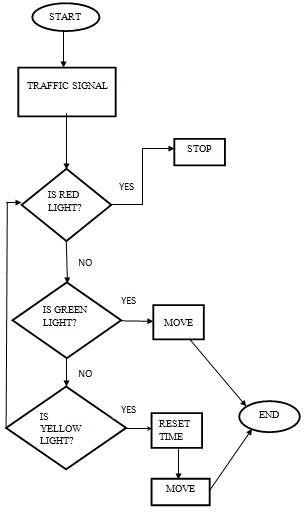 START
TRAFFIC SIGNAL
STOP
YES
IS RED
LIGHT?
NO
IS GREEN
LIGHT?
YES
MOVE
NO
IS
YELLOW
LIGHT?
YES
RESET
TIME
END
MOVE